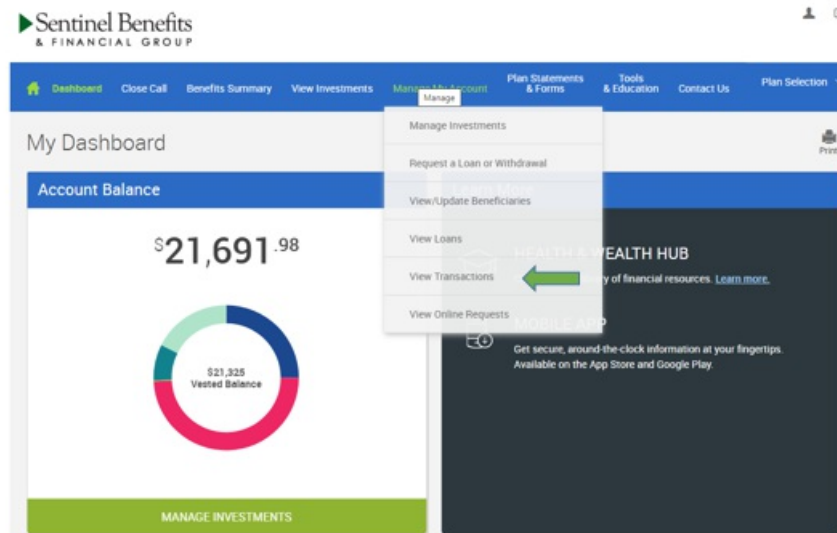 Sentinel Benefits
& FINANCIAL GROUP
Dashboard
Close Call
Benefits Summary
View Investments
Manage My Account
Plan Statements
& Forms
Tools
& Education
Contact Us
Plan Selection
Manage
My Dashboard
Print
Manage Investments
Request a Loan or Withdrawal
View/Update Beneficiaries
View Loans
View Transactions
View Online Requests
Account Balance
$21,691.98
$21,325
Vested Balance
MANAGE INVESTMENTS
Learn More
HEALTH & WEALTH HUB
of financial resources. Learn more.
MOBILE APP
Get secure, around-the-clock information at your fingertips.
Available on the App Store and Google Play.